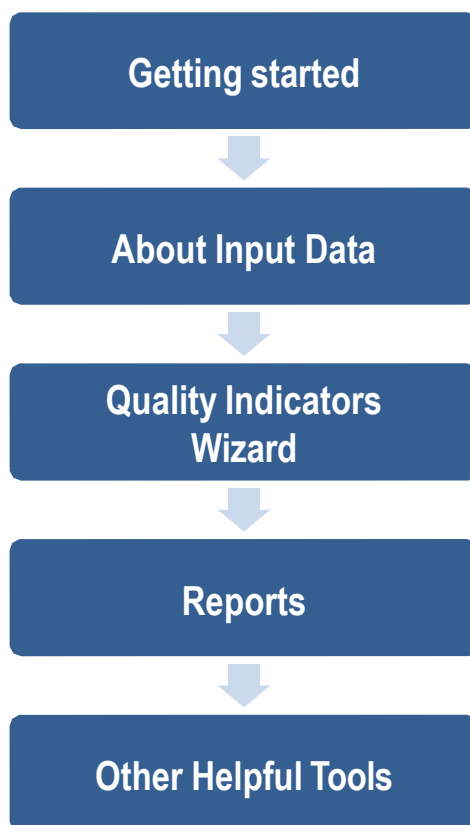 Getting started
About Input Data
Quality Indicators
Wizard
Reports
Other Helpful Tools